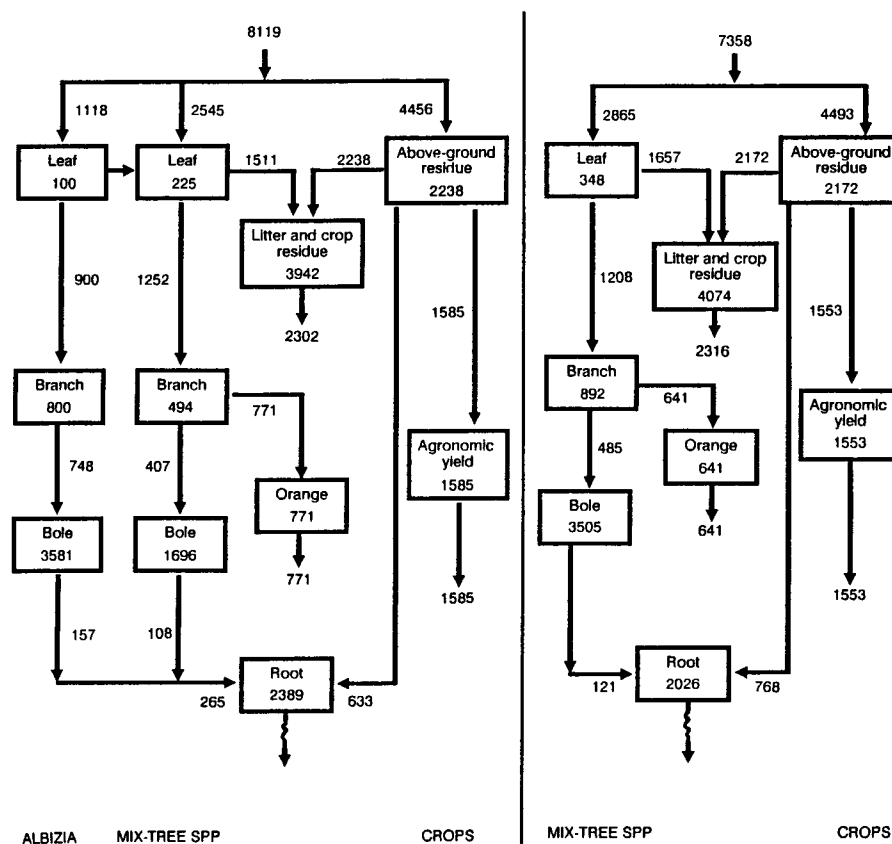 8119
1118
2545
4456
Leaf
100
Leaf
225
1511
2238
Above-ground
residue
2238
Litter and crop
residue
3942
900
1252
2302
1585
Branch
800
Branch
494
771
748
407
Orange
771
Agronomic
yield
1585
Bole
3581
Bole
1696
771
1585
157
108
Root
2389
265
633
ALBIZIA
MIX-TREE SPP
CROPS
7358
2865
4493
Leaf
348
1657
2172
Above-ground
residue
2172
Litter and crop
residue
4074
1208
2316
1553
Branch
892
641
485
Orange
641
Agronomic
yield
1553
Bole
3505
641
1553
Root
2026
121
768
MIX-TREE SPP
CROPS